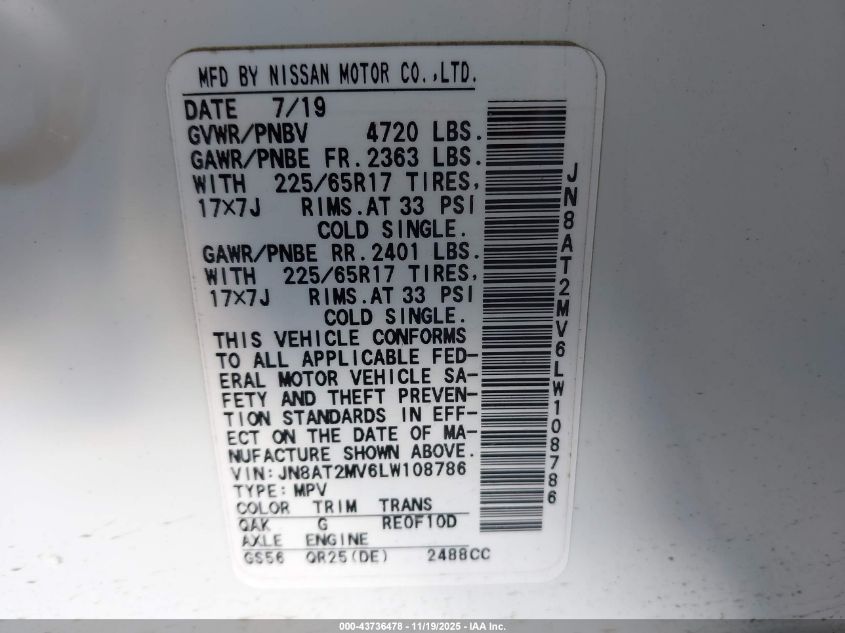 MFD BY NISSAN MOTOR CO.,LTD.
DATE 7/19
GVWR/PNBV 4720 LBS.
GAWR/PNBE FR. 2363 LBS.
WITH 225/65R17 TIRES,
17X7J RIMS.AT 33 PSI
COLD SINGLE.
GAWR/PNBE RR. 2401 LBS.
WITH 225/65R17 TIRES,
17X7J RIMS.AT 33 PSI
COLD SINGLE.
THIS VEHICLE CONFORMS
TO ALL APPLICABLE FED-
ERAL MOTOR VEHICLE SA-
FETY AND THEFT PREVEN-
TION STANDARDS IN EFF-
ECT ON THE DATE OF MA-
NUFACTURE SHOWN ABOVE.
VIN: JN8AT2MV6LW108786
TYPE: MPV
COLOR TRIM TRANS
QAK G RE0F10D
AXLE ENGINE
GS56 QR25(DE) 2488CC
JN8AT2MV6LW108786
000-43736478 - 11/19/2025 - IAA Inc.